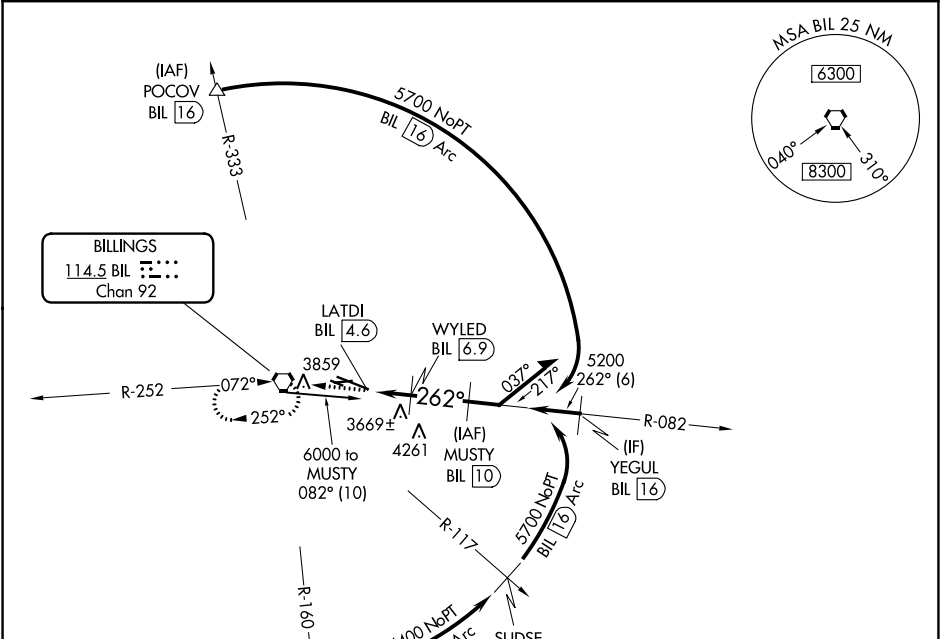 MSA BIL 25 NM
6300
040°
310°
8300
(IAF)
POCOV
BIL 16
R-333
5700 NoPT
BIL 16 Arc
BILLINGS
114.5 BIL
Chan 92
LATDI
BIL 4.6
WYLED
BIL 6.9
3859
R-252
072°
252°
262°
037°
217°
5200
262° (6)
R-082
3669±
4261
(IAF)
MUSTY
BIL 10
(IF)
YEGUL
BIL 16
6000 to
MUSTY
082° (10)
R-117
5700 NoPT
BIL 16 Arc
R-160
NoPT
Arc